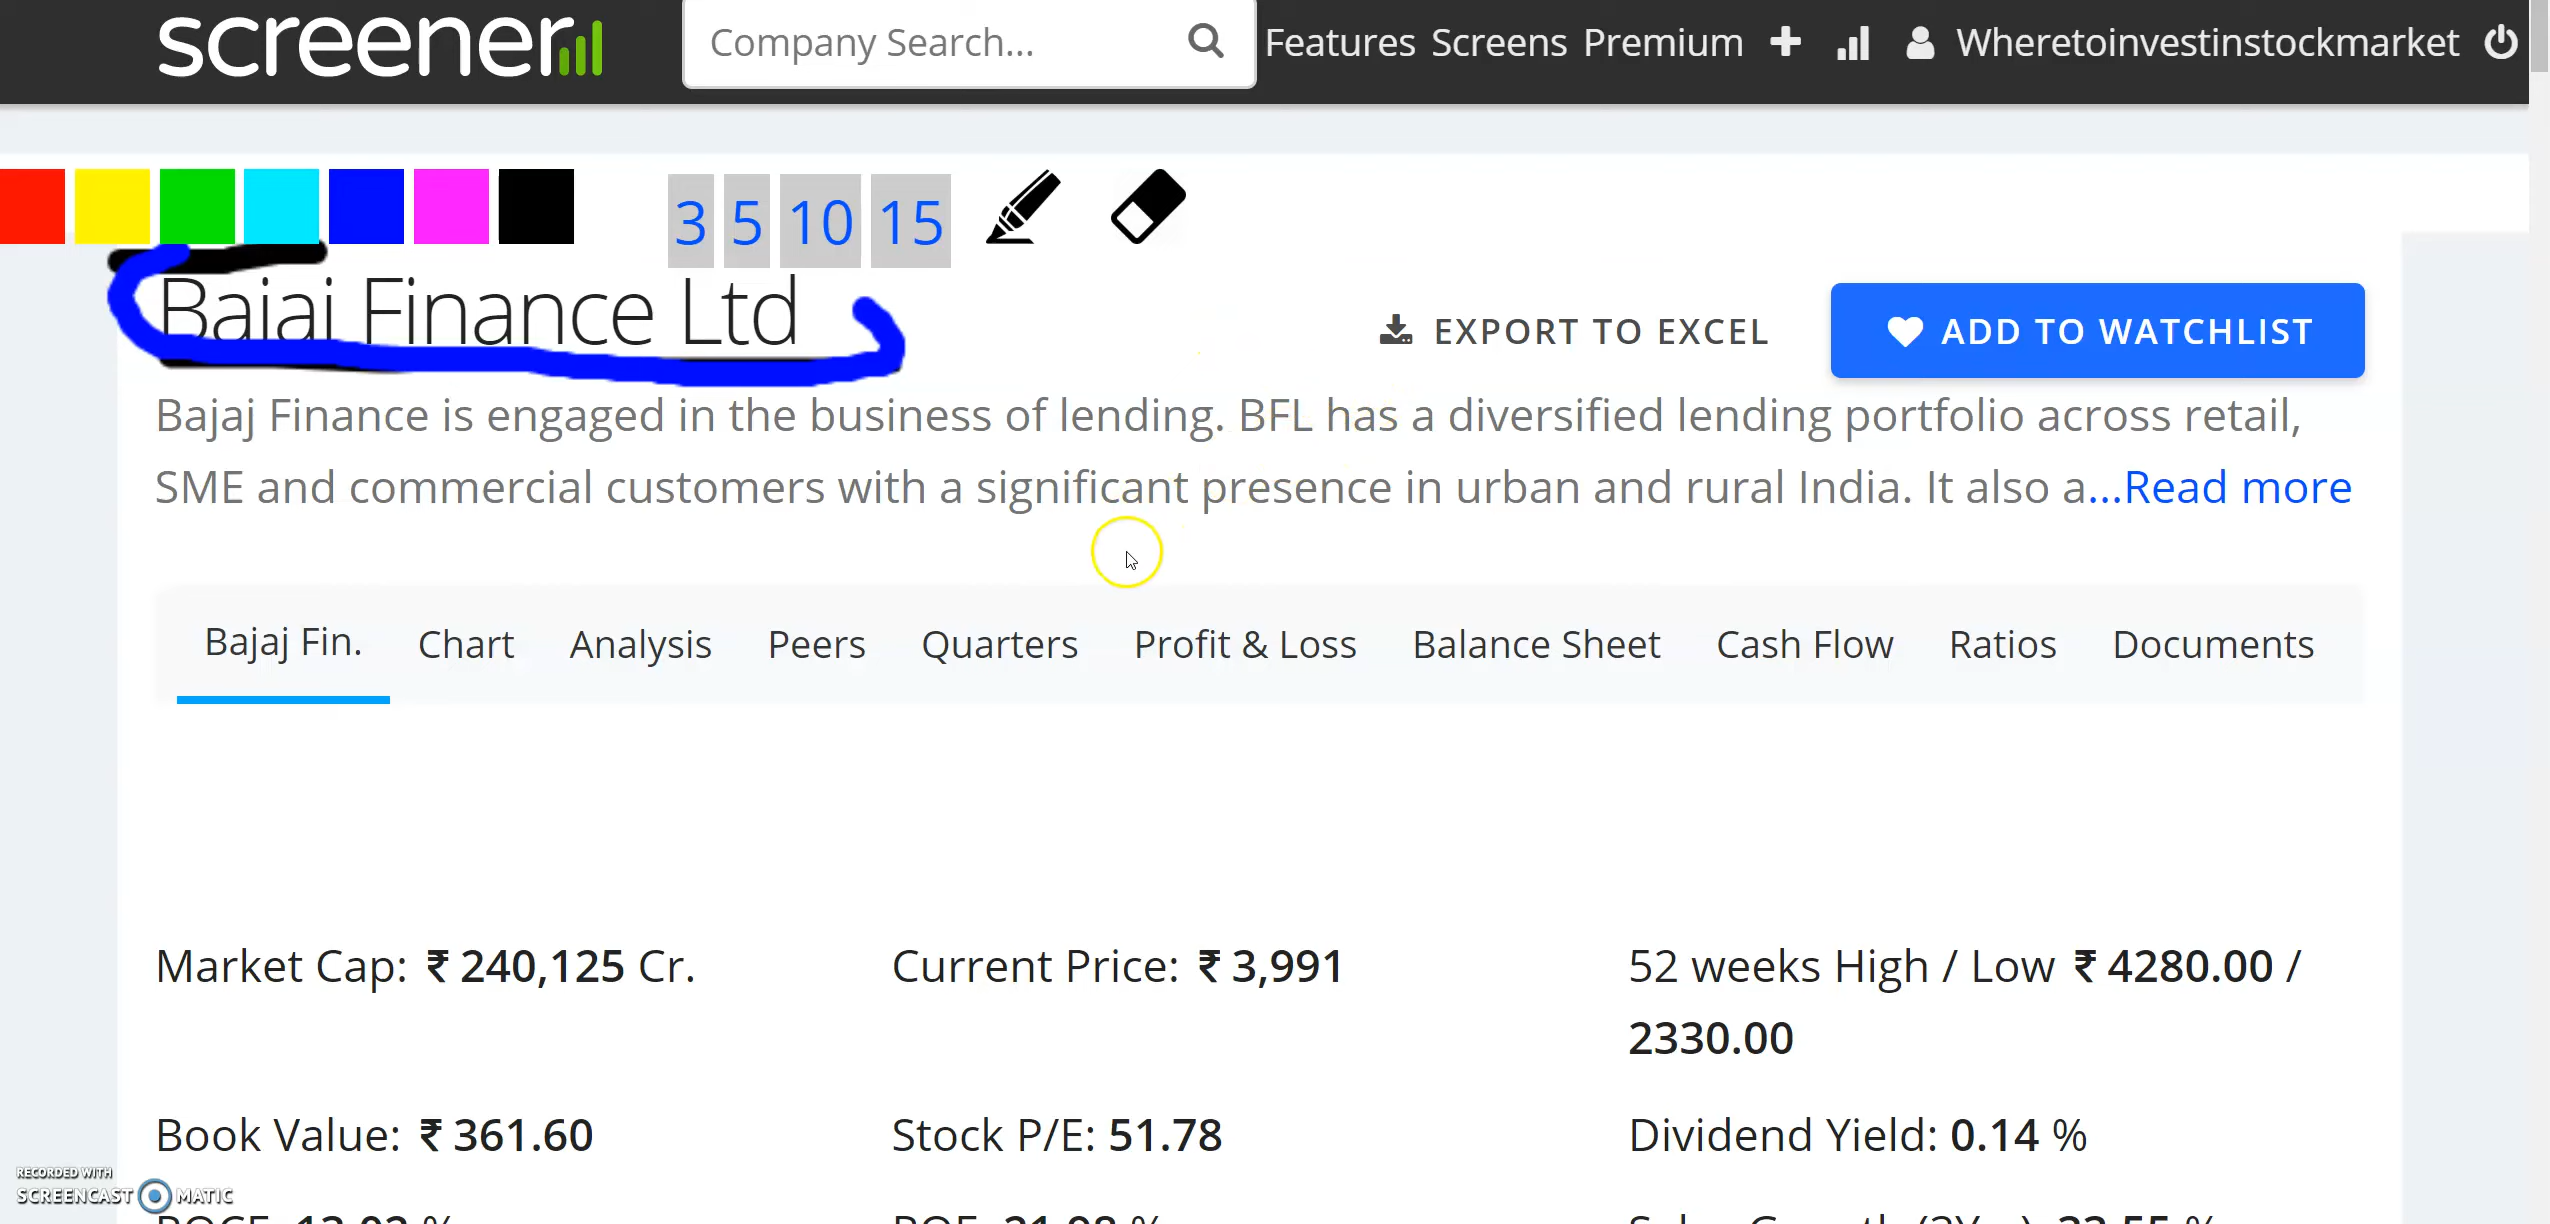 screener
Company Search...
Features Screens Premium Wheretoinvestinstockmarket
3 5 10 15
Bajaj Finance Ltd
EXPORT TO EXCEL
ADD TO WATCHLIST
Bajaj Finance is engaged in the business of lending. BFL has a diversified lending portfolio across retail,
SME and commercial customers with a significant presence in urban and rural India. It also a...Read more
Bajaj Fin. Chart Analysis Peers Quarters Profit & Loss Balance Sheet Cash Flow Ratios Documents
Market Cap: ₹ 240,125 Cr.
Current Price: ₹ 3,991
52 weeks High / Low ₹ 4280.00 /
2330.00
Book Value: ₹ 361.60
Stock P/E: 51.78
Dividend Yield: 0.14 %
RECORDED WITH
SCREENCAST MATIC